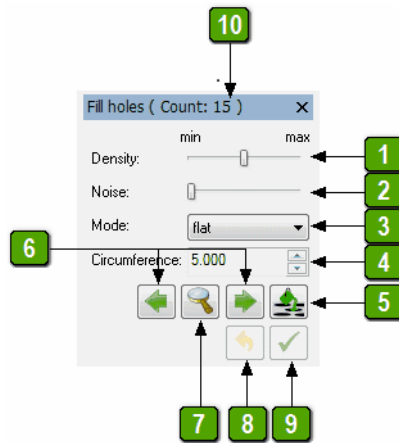 10
Fill holes ( Count: 15 )
min max
Density:
1
Noise:
2
Mode: flat
3
6
Circumference: 5.000
4
5
7
8
9